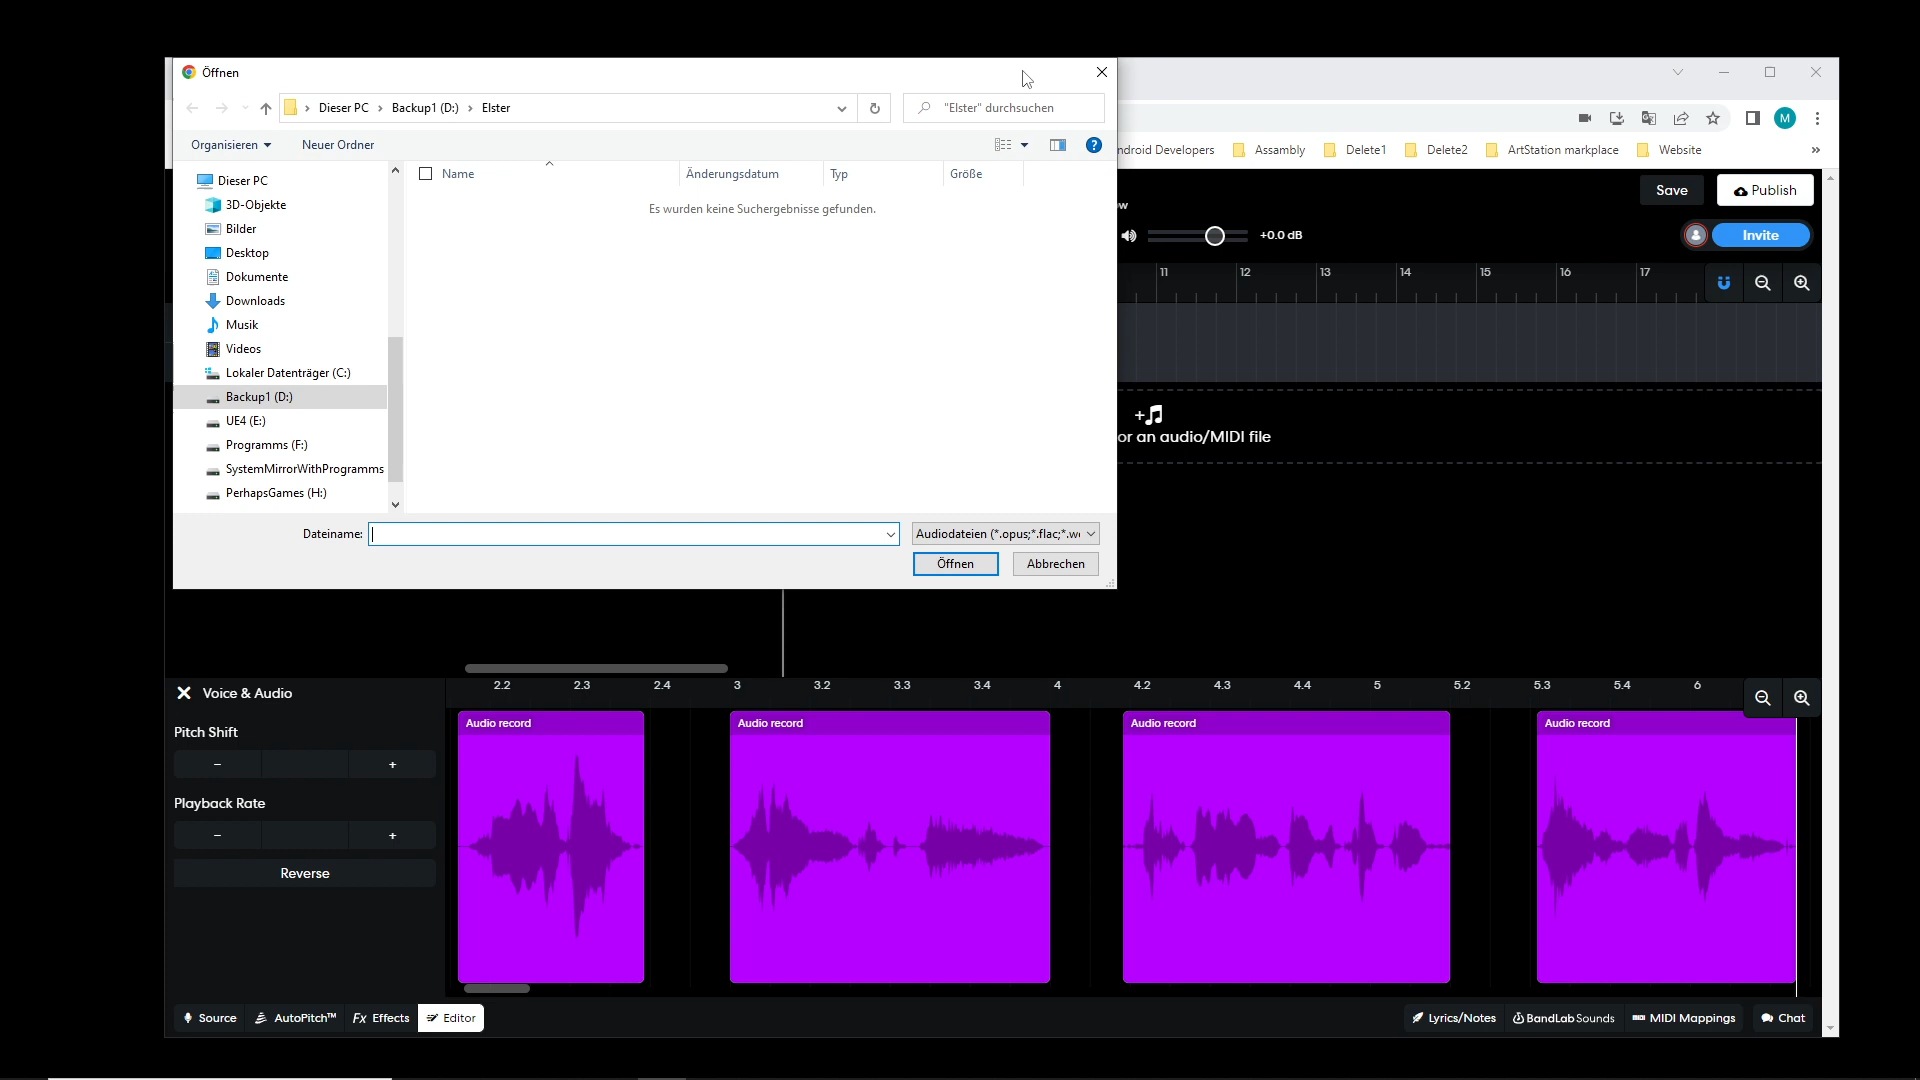 Öffnen
Dieser PC
Backup1 (D:)
Elster
"Elster" durchsuchen
Organisieren
Neuer Ordner
Dieser PC
3D-Objekte
Bilder
Desktop
Dokumente
Downloads
Musik
Videos
Lokaler Datenträger (C:)
Backup1 (D:)
UE4 (E:)
Programms (F:)
SystemMirrorWithProgramms
PerhapsGames (H:)
Name
Änderungsdatum
Typ
Größe
Es wurden keine Suchergebnisse gefunden.
Dateiname:
Audiodateien (*.opus;*.flac;*.w
Öffnen
Abbrechen
M
ndroid Developers
Assambly
Delete1
Delete2
ArtStation markplace
Website
»
Save
Publish
w
+0.0 dB
Invite
11 12 13 14 15 16 17
or an audio/MIDI file
Voice & Audio
2.2 2.3 2.4 3 3.2 3.3 3.4 4 4.2 4.3 4.4 5 5.2 5.3 5.4 6
Pitch Shift
– +
Playback Rate
– +
Reverse
Audio record
Audio record
Audio record
Audio record
Source
AutoPitch™
Fx Effects
Editor
Lyrics/Notes
BandLab Sounds
MIDI Mappings
Chat